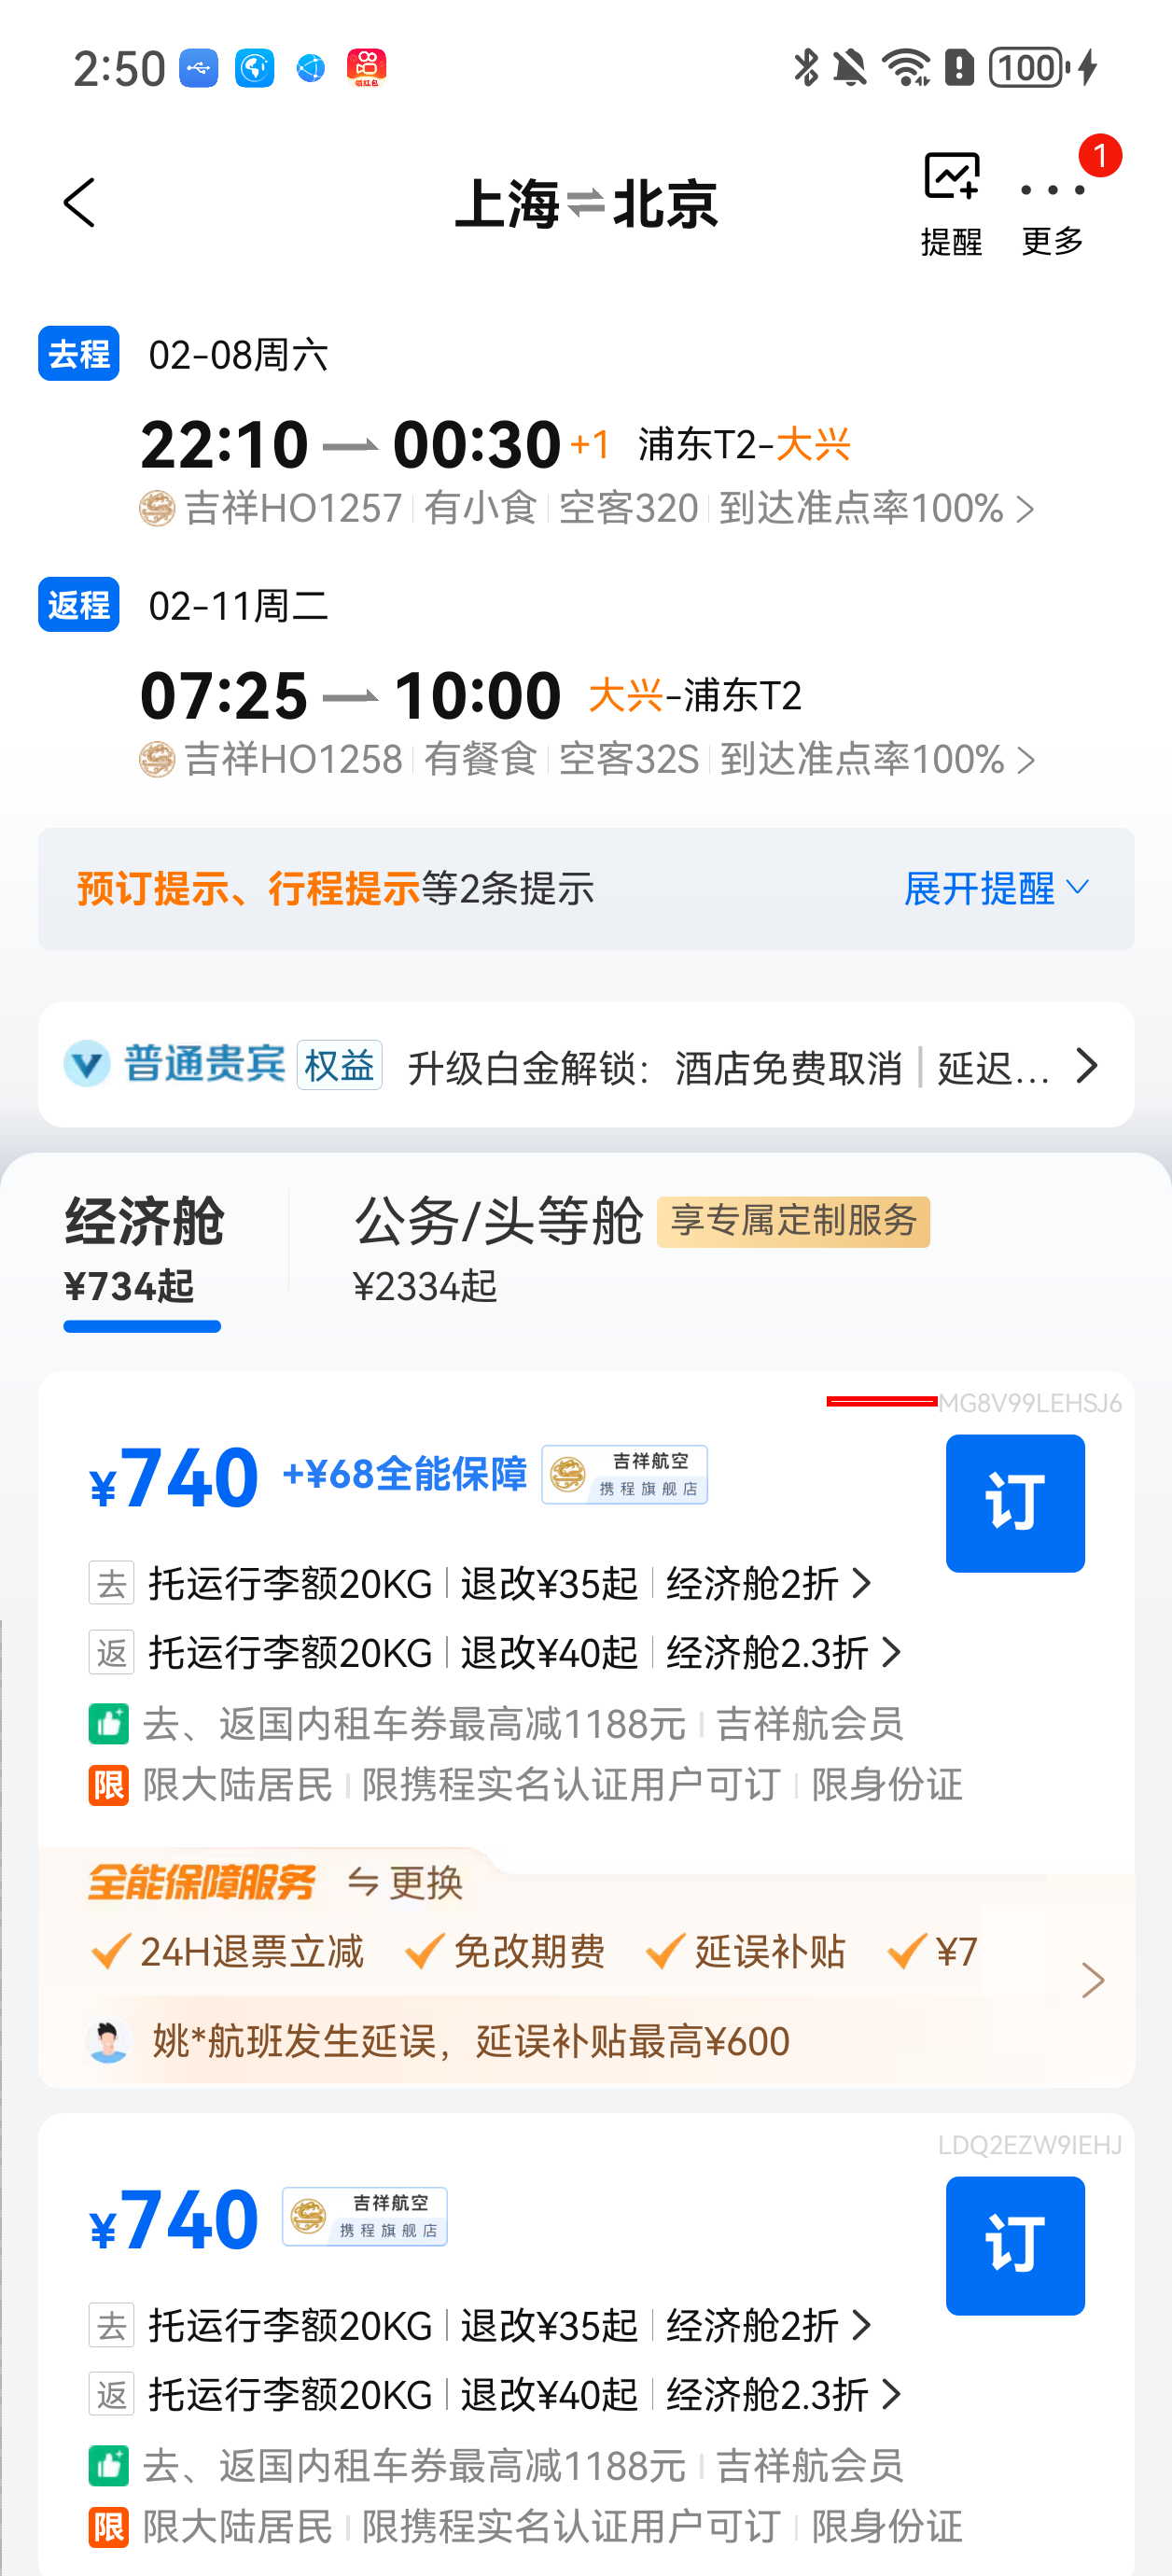 2:50 领红包 100
上海⇌北京
提醒 更多 1
去程 02-08周六
22:10 00:30 +1 浦东T2-大兴
吉祥HO1257 有小食 空客320 到达准点率100%
返程 02-11周二
07:25 10:00 大兴-浦东T2
吉祥HO1258 有餐食 空客32S 到达准点率100%
预订提示、行程提示等2条提示 展开提醒
普通贵宾 权益 升级白金解锁：酒店免费取消 | 延迟...
经济舱 公务/头等舱 享专属定制服务
¥734起 ¥2334起
MG8V99LEHSJ6
¥740 +¥68全能保障 吉祥航空 携程旗舰店 订
去 托运行李额20KG 退改¥35起 经济舱2折
返 托运行李额20KG 退改¥40起 经济舱2.3折
去、返国内租车券最高减1188元 吉祥航会员
限 限大陆居民 限携程实名认证用户可订 限身份证
全能保障服务 更换
24H退票立减 免改期费 延误补贴 ¥7
姚*航班发生延误，延误补贴最高¥600
LDQ2EZW9IEHJ
¥740 吉祥航空 携程旗舰店 订
去 托运行李额20KG 退改¥35起 经济舱2折
返 托运行李额20KG 退改¥40起 经济舱2.3折
去、返国内租车券最高减1188元 吉祥航会员
限 限大陆居民 限携程实名认证用户可订 限身份证